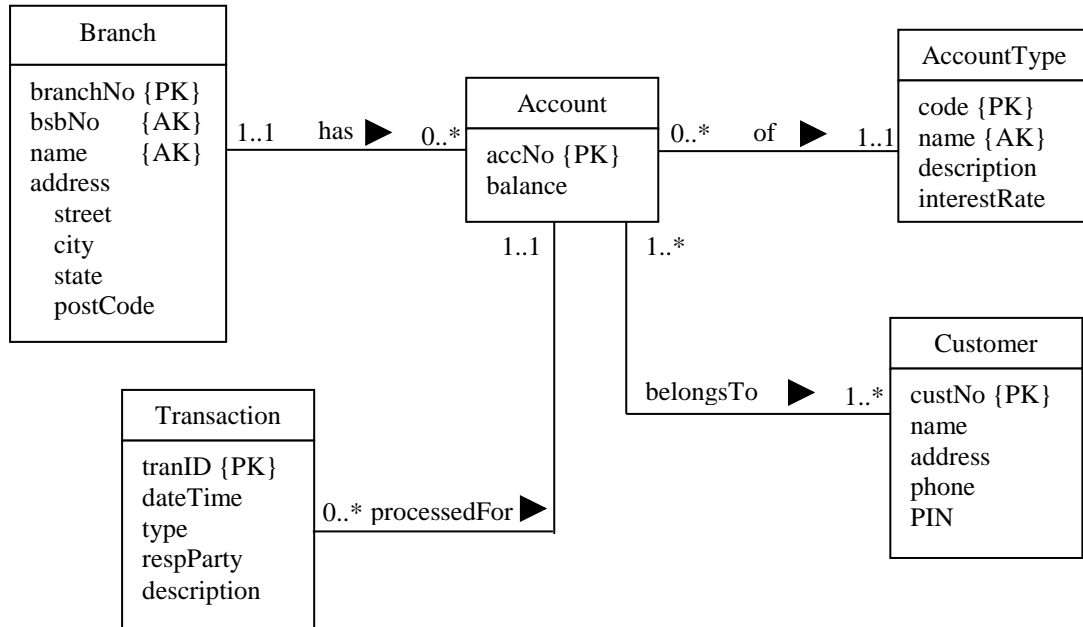 Branch
branchNo {PK}
bsbNo {AK}
name {AK}
address
street
city
state
postCode
1..1 has 0..*
Account
accNo {PK}
balance
0..* of 1..1
AccountType
code {PK}
name {AK}
description
interestRate
1..1
1..*
belongsTo 1..*
Customer
custNo {PK}
name
address
phone
PIN
Transaction
tranID {PK}
dateTime
type
respParty
description
0..* processedFor